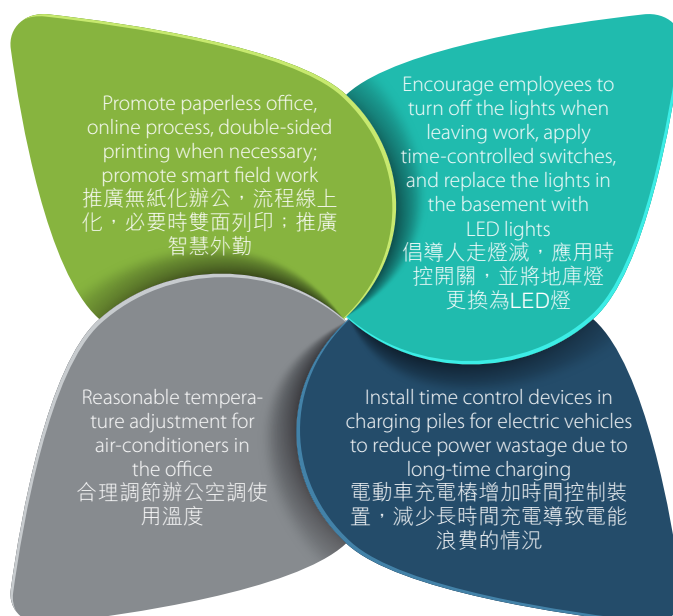 Promote paperless office,
online process, double-sided
printing when necessary;
promote smart field work
推廣無紙化辦公，流程線上
化，必要時雙面列印；推廣
智慧外勤
Encourage employees to
turn off the lights when
leaving work, apply
time-controlled switches,
and replace the lights in
the basement with
LED lights
倡導人走燈滅，應用時
控開關，並將地庫燈
更換為LED燈
Reasonable tempera-
ture adjustment for
air-conditioners in
the office
合理調節辦公空調使
用溫度
Install time control devices in
charging piles for electric vehicles
to reduce power wastage due to
long-time charging
電動車充電樁增加時間控制裝
置，減少長時間充電導致電能
浪費的情況